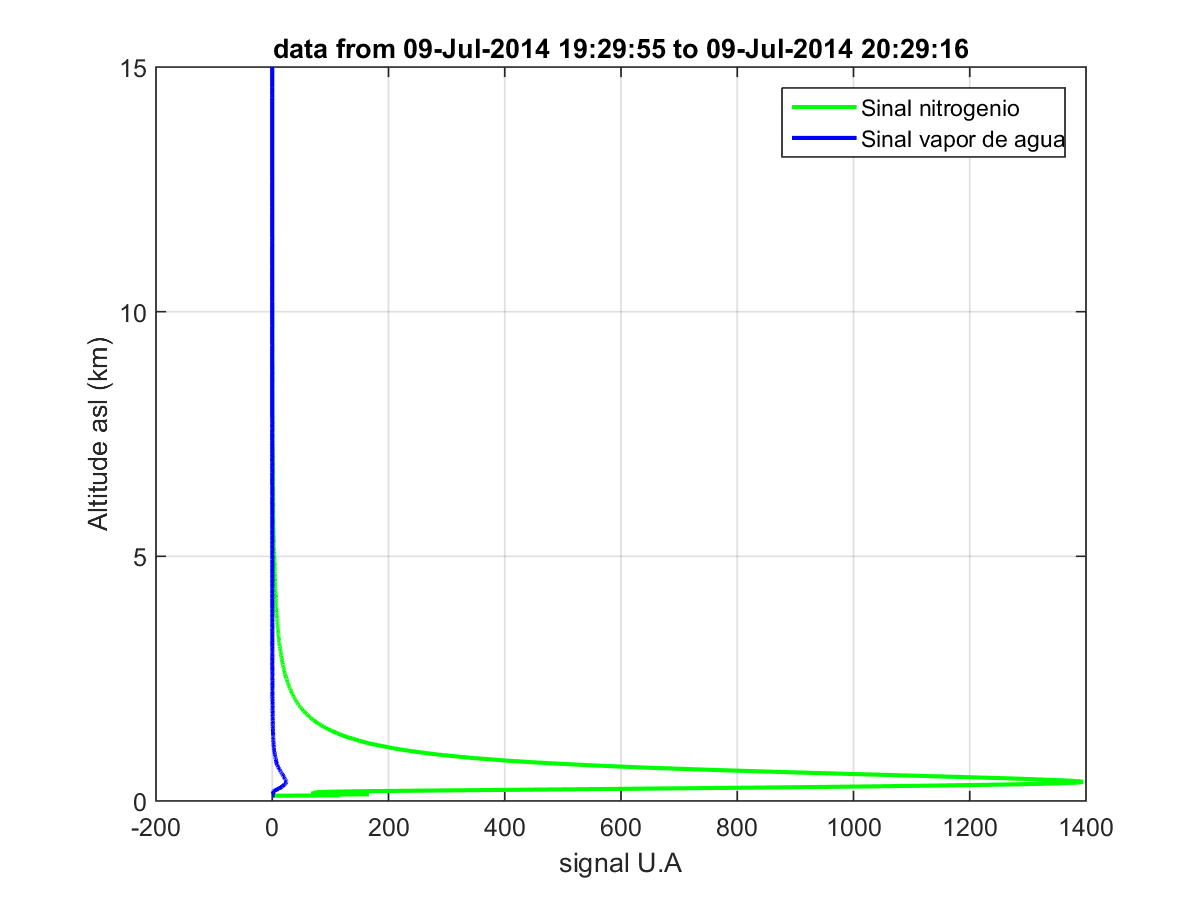 data from 09-Jul-2014 19:29:55 to 09-Jul-2014 20:29:16
Sinal nitrogenio
Sinal vapor de agua
15
10
5
0
Altitude asl (km)
-200 0 200 400 600 800 1000 1200 1400
signal U.A